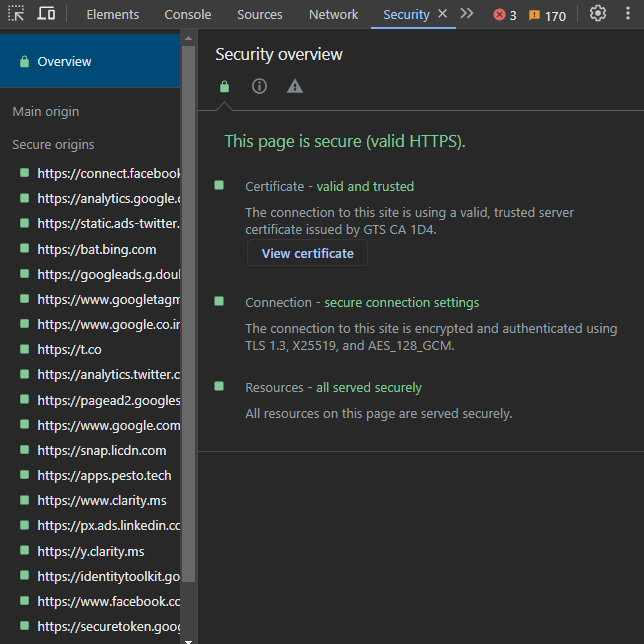 Elements Console Sources Network Security 3 170
Overview
Main origin
Secure origins
https://connect.facebook
https://analytics.google.c
https://static.ads-twitter.
https://bat.bing.com
https://googleads.g.doul
https://www.googletagm
https://www.google.co.in
https://t.co
https://analytics.twitter.c
https://pagead2.googles
https://www.google.com
https://snap.licdn.com
https://apps.pesto.tech
https://www.clarity.ms
https://px.ads.linkedin.co
https://y.clarity.ms
https://identitytoolkit.go
https://www.facebook.co
https://securetoken.goog
Security overview
This page is secure (valid HTTPS).
Certificate - valid and trusted
The connection to this site is using a valid, trusted server
certificate issued by GTS CA 1D4.
View certificate
Connection - secure connection settings
The connection to this site is encrypted and authenticated using
TLS 1.3, X25519, and AES_128_GCM.
Resources - all served securely
All resources on this page are served securely.